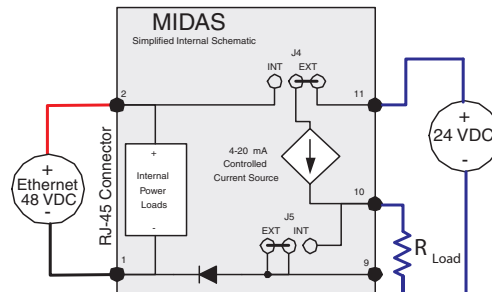 MIDAS
Simplified Internal Schematic
J4
INT EXT
2
11
+
24 VDC
-
RJ-45 Connector
+
Internal
Power
Loads
-
4-20 mA
Controlled
Current Source
+
Ethernet
48 VDC
-
10
J5
EXT INT
R Load
1
9